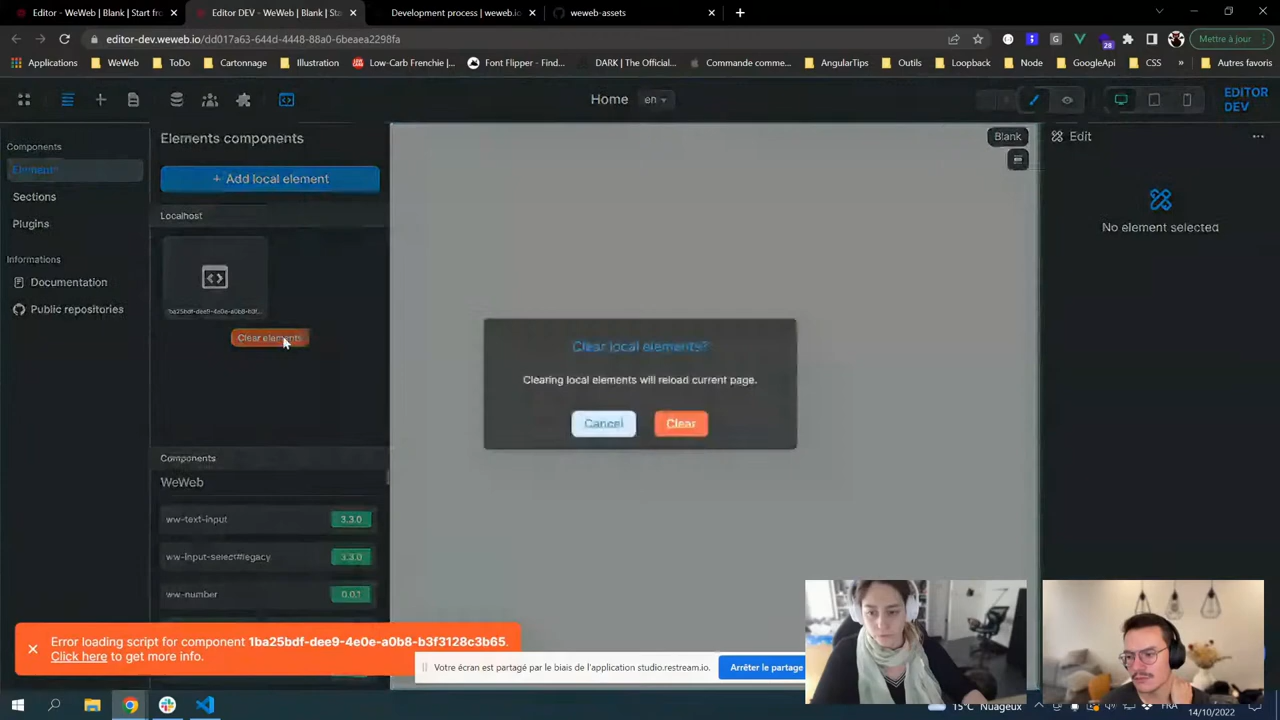 Editor - WeWeb | Blank | Start fro
Editor DEV - WeWeb | Blank | Sta
Development process | weweb.io
weweb-assets
editor-dev.weweb.io/dd017a63-644d-4448-88a0-6beaea2298fa
28
Mettre à jour
Applications
WeWeb
ToDo
Cartonnage
Illustration
Low-Carb Frenchie |...
Font Flipper - Find...
DARK | The Official...
Commande comme...
AngularTips
Outils
Loopback
Node
GoogleApi
CSS
»
Autres favoris
Home
en
EDITOR
DEV
Components
Elements
Sections
Plugins
Informations
Documentation
Public repositories
Elements components
+ Add local element
Localhost
1ba25bdf-dee9-4e0e-a0b8-b3f...
Clear elements
Components
WeWeb
ww-text-input
3.3.0
ww-input-select#legacy
3.3.0
ww-number
0.0.1
Blank
Edit
No element selected
Clear local elements?
Clearing local elements will reload current page.
Cancel
Clear
Error loading script for component 1ba25bdf-dee9-4e0e-a0b8-b3f3128c3b65.
Click here to get more info.
Votre écran est partagé par le biais de l'application studio.restream.io.
Arrêter le partage
15°C Nuageux
14/10/2022